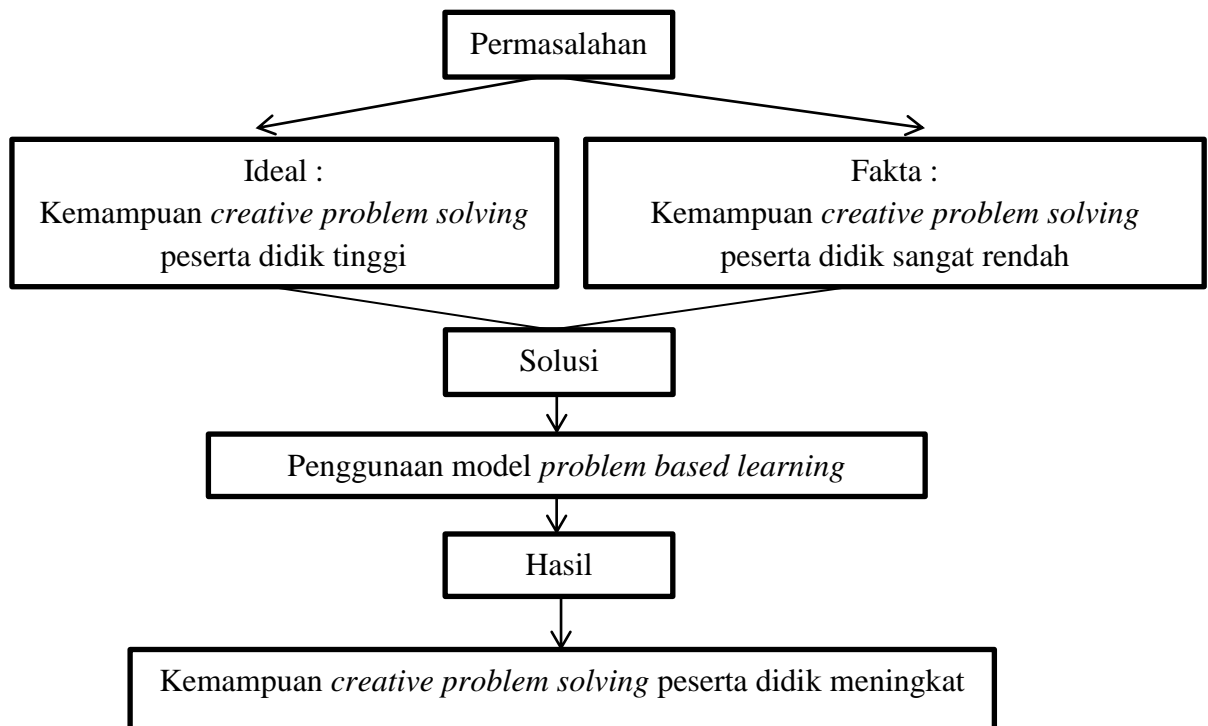 Permasalahan
Ideal :
Kemampuan creative problem solving
peserta didik tinggi
Fakta :
Kemampuan creative problem solving
peserta didik sangat rendah
Solusi
Penggunaan model problem based learning
Hasil
Kemampuan creative problem solving peserta didik meningkat